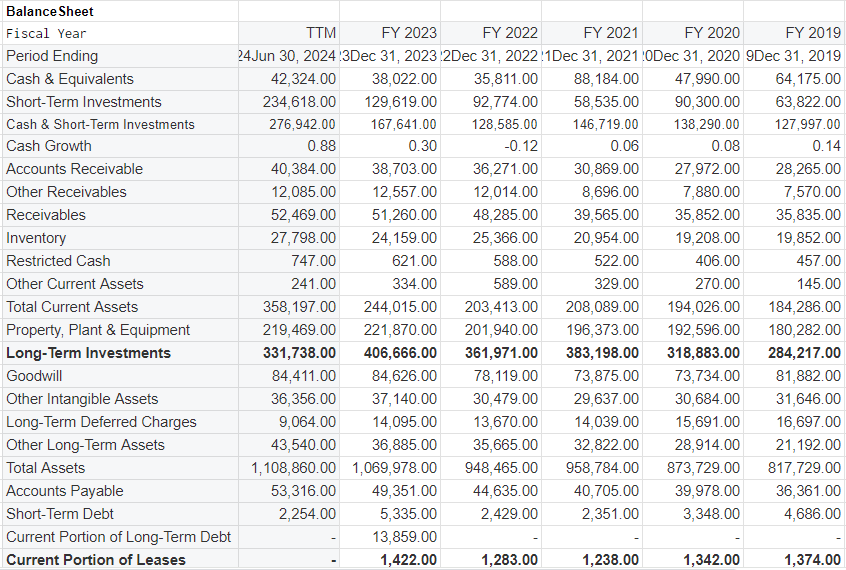 BalanceSheet
Fiscal Year TTM FY 2023 FY 2022 FY 2021 FY 2020 FY 2019
Period Ending 24Jun 30, 2024 23Dec 31, 2023 22Dec 31, 2022 21Dec 31, 2021 20Dec 31, 2020 9Dec 31, 2019
Cash & Equivalents 42,324.00 38,022.00 35,811.00 88,184.00 47,990.00 64,175.00
Short-Term Investments 234,618.00 129,619.00 92,774.00 58,535.00 90,300.00 63,822.00
Cash & Short-Term Investments 276,942.00 167,641.00 128,585.00 146,719.00 138,290.00 127,997.00
Cash Growth 0.88 0.30 -0.12 0.06 0.08 0.14
Accounts Receivable 40,384.00 38,703.00 36,271.00 30,869.00 27,972.00 28,265.00
Other Receivables 12,085.00 12,557.00 12,014.00 8,696.00 7,880.00 7,570.00
Receivables 52,469.00 51,260.00 48,285.00 39,565.00 35,852.00 35,835.00
Inventory 27,798.00 24,159.00 25,366.00 20,954.00 19,208.00 19,852.00
Restricted Cash 747.00 621.00 588.00 522.00 406.00 457.00
Other Current Assets 241.00 334.00 589.00 329.00 270.00 145.00
Total Current Assets 358,197.00 244,015.00 203,413.00 208,089.00 194,026.00 184,286.00
Property, Plant & Equipment 219,469.00 221,870.00 201,940.00 196,373.00 192,596.00 180,282.00
Long-Term Investments 331,738.00 406,666.00 361,971.00 383,198.00 318,883.00 284,217.00
Goodwill 84,411.00 84,626.00 78,119.00 73,875.00 73,734.00 81,882.00
Other Intangible Assets 36,356.00 37,140.00 30,479.00 29,637.00 30,684.00 31,646.00
Long-Term Deferred Charges 9,064.00 14,095.00 13,670.00 14,039.00 15,691.00 16,697.00
Other Long-Term Assets 43,540.00 36,885.00 35,665.00 32,822.00 28,914.00 21,192.00
Total Assets 1,108,860.00 1,069,978.00 948,465.00 958,784.00 873,729.00 817,729.00
Accounts Payable 53,316.00 49,351.00 44,635.00 40,705.00 39,978.00 36,361.00
Short-Term Debt 2,254.00 5,335.00 2,429.00 2,351.00 3,348.00 4,686.00
Current Portion of Long-Term Debt - 13,859.00 - - - -
Current Portion of Leases - 1,422.00 1,283.00 1,238.00 1,342.00 1,374.00